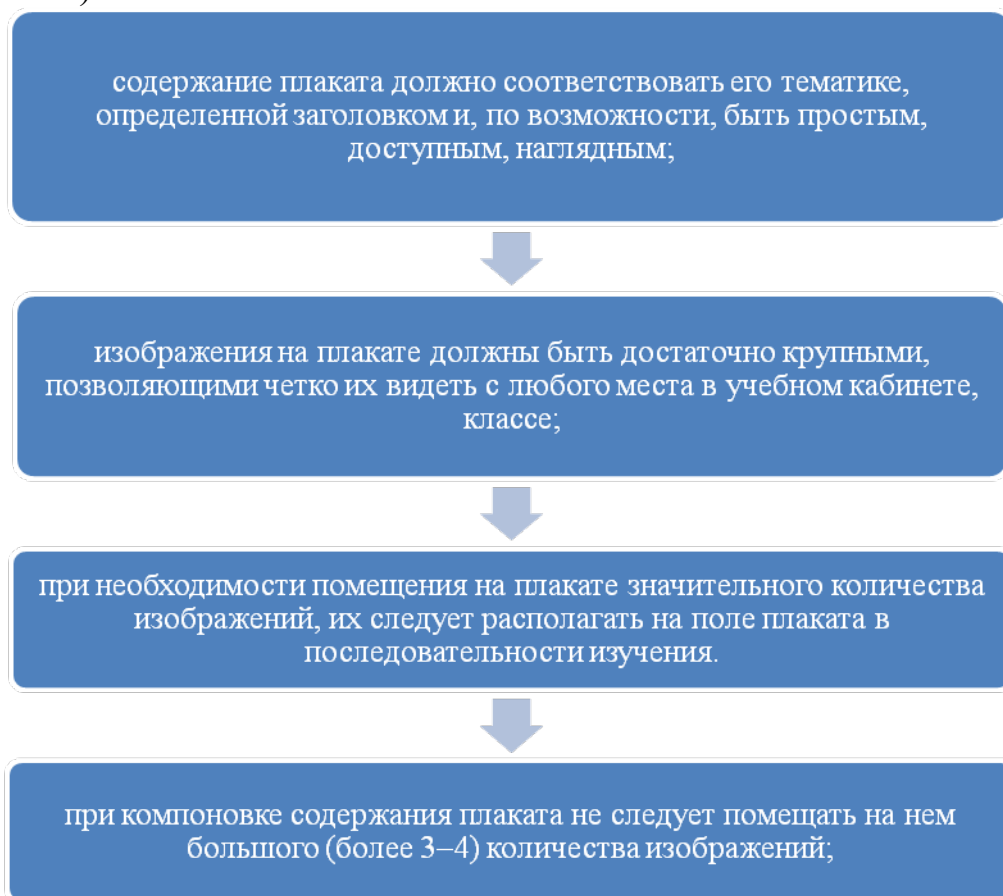 содержание плаката должно соответствовать его тематике,
определенной заголовком и, по возможности, быть простым,
доступным, наглядным;
изображения на плакате должны быть достаточно крупными,
позволяющими четко их видеть с любого места в учебном кабинете,
классе;
при необходимости помещения на плакате значительного количества
изображений, их следует располагать на поле плаката в
последовательности изучения.
при компоновке содержания плаката не следует помещать на нем
большого (более 3–4) количества изображений;